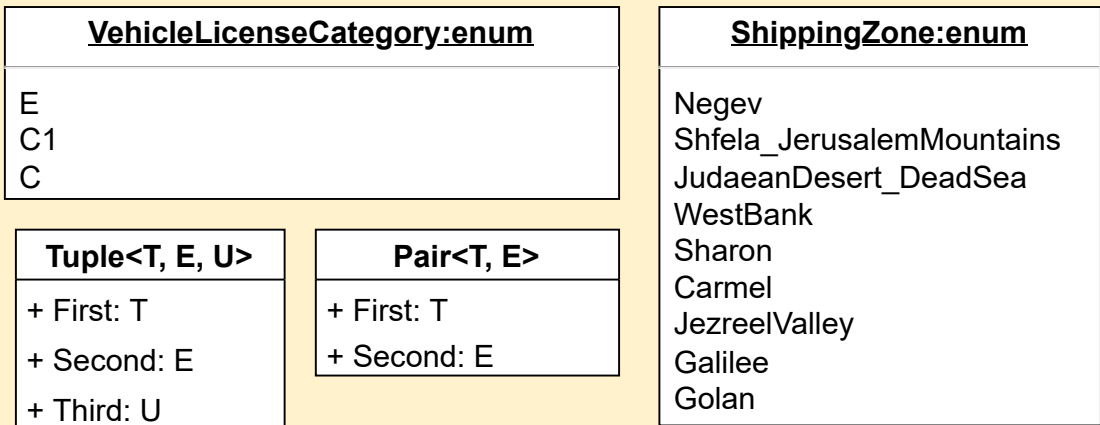 VehicleLicenseCategory:enum
E
C1
C
ShippingZone:enum
Negev
Shfela_JerusalemMountains
JudaeanDesert_DeadSea
WestBank
Sharon
Carmel
JezreelValley
Galilee
Golan
Tuple<T, E, U>
+ First: T
+ Second: E
+ Third: U
Pair<T, E>
+ First: T
+ Second: E